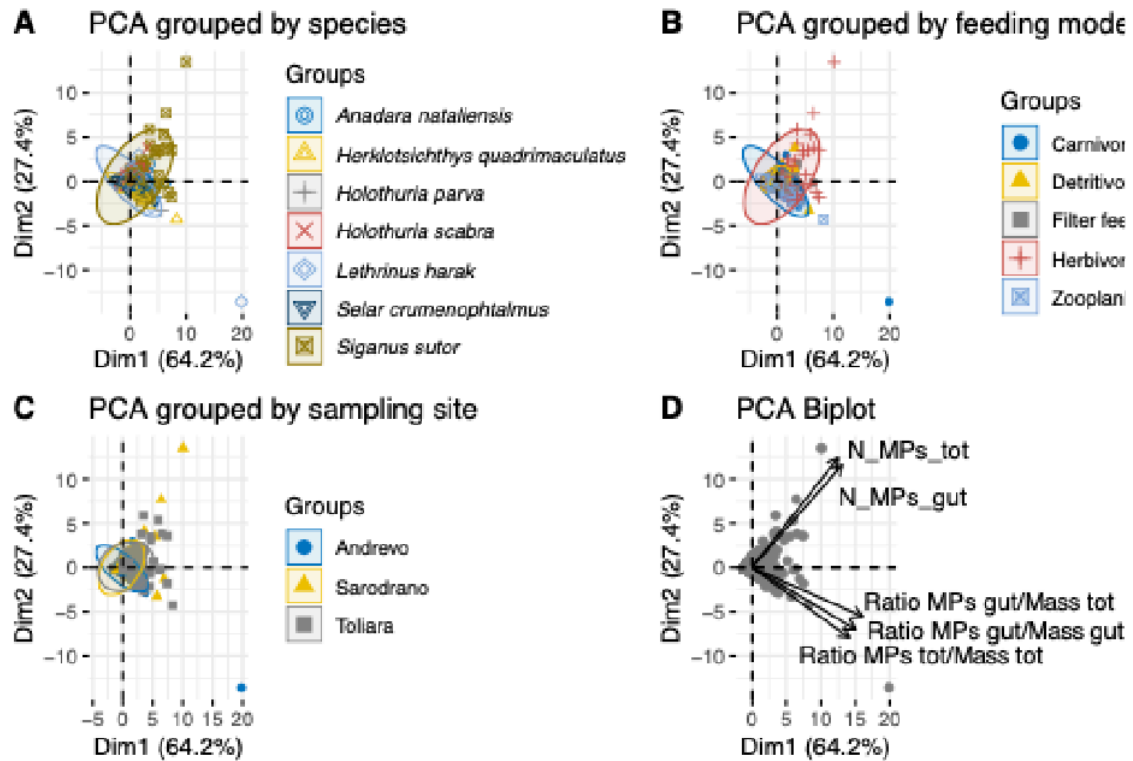 A PCA grouped by species
Dim2 (27.4%)
10
5
0
−5
−10
0
10
20
Dim1 (64.2%)
Groups
Anadara nataliensis
Herklotsichthys quadrimaculatus
Holothuria parva
Holothuria scabra
Lethrinus harak
Selar crumenophtalmus
Siganus sutor
B PCA grouped by feeding mode
Dim2 (27.4%)
10
5
0
−5
−10
0
10
20
Dim1 (64.2%)
Groups
Carnivor
Detritivo
Filter fee
Herbivor
Zooplank
C PCA grouped by sampling site
Dim2 (27.4%)
10
5
0
−5
−10
−5 0 5 10 15 20
Dim1 (64.2%)
Groups
Andrevo
Sarodrano
Toliara
D PCA Biplot
Dim2 (27.4%)
10
5
0
−5
−10
0 5 10 15 20
Dim1 (64.2%)
N_MPs_tot
N_MPs_gut
Ratio MPs gut/Mass tot
Ratio MPs gut/Mass gut
Ratio MPs tot/Mass tot